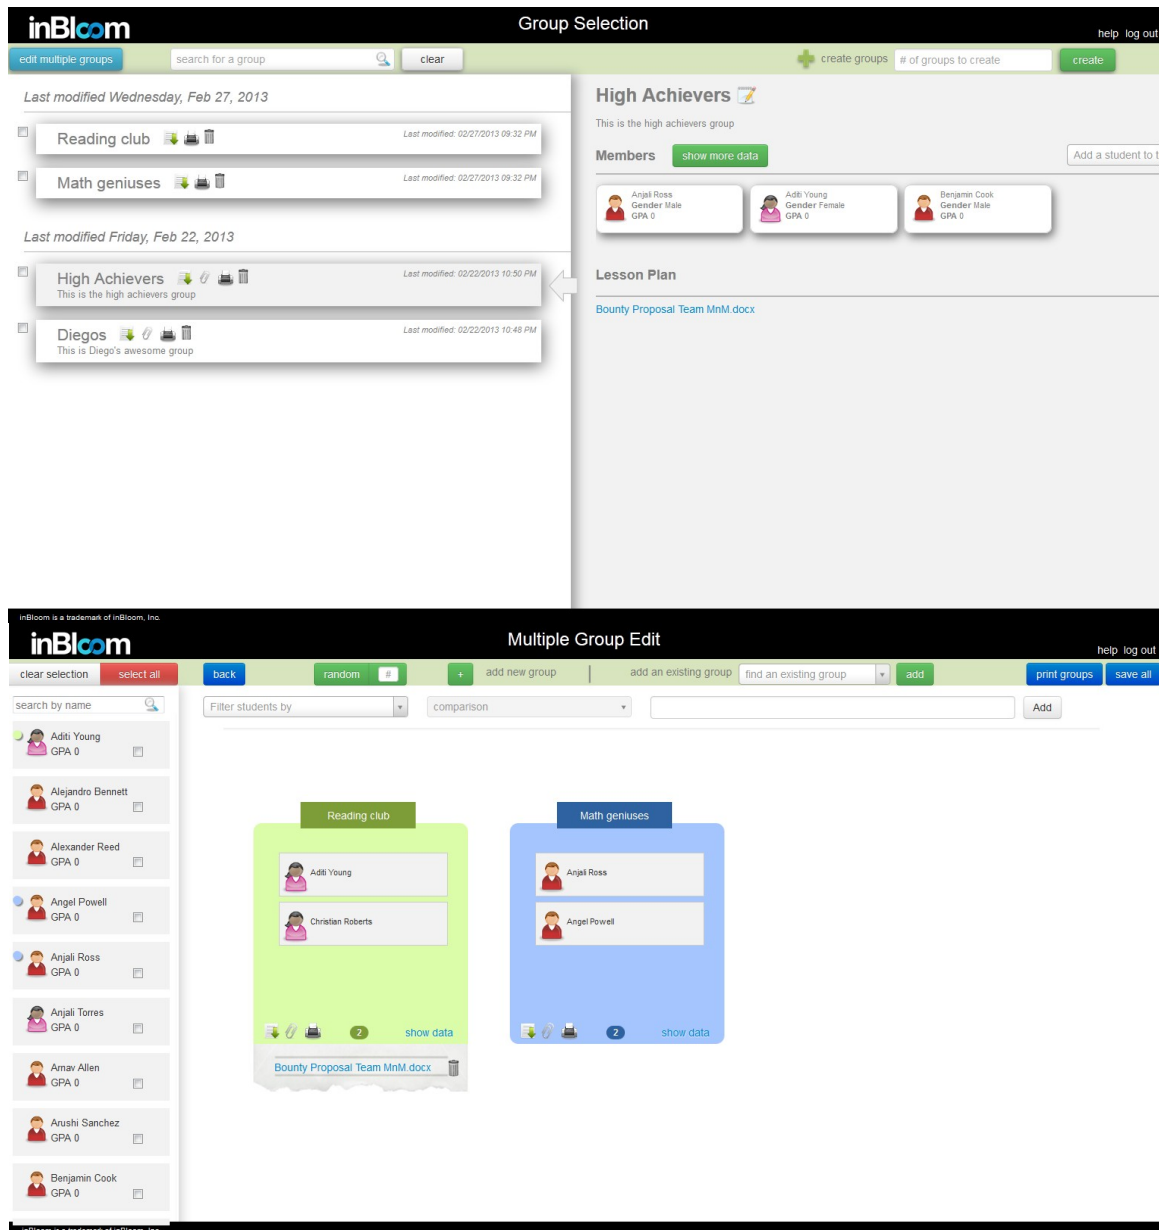 inBloom
Group Selection
help log out
edit multiple groups
search for a group
clear
create groups
# of groups to create
create
Last modified Wednesday, Feb 27, 2013
Reading club
Last modified: 02/27/2013 09:32 PM
Math geniuses
Last modified: 02/27/2013 09:32 PM
Last modified Friday, Feb 22, 2013
High Achievers
Last modified: 02/22/2013 10:50 PM
This is the high achievers group
Diegos
Last modified: 02/22/2013 10:48 PM
This is Diego's awesome group
High Achievers
This is the high achievers group
Members
show more data
Add a student to t
Anjali Ross
Gender Male
GPA 0
Aditi Young
Gender Female
GPA 0
Benjamin Cook
Gender Male
GPA 0
Lesson Plan
Bounty Proposal Team MnM.docx
inBloom is a trademark of inBloom, Inc.
inBloom
Multiple Group Edit
help log out
clear selection
select all
back
random #
+ add new group
add an existing group
find an existing group
add
print groups
save all
search by name
Filter students by
comparison
Add
Aditi Young
GPA 0
Alejandro Bennett
GPA 0
Alexander Reed
GPA 0
Angel Powell
GPA 0
Anjali Ross
GPA 0
Anjali Torres
GPA 0
Arnav Allen
GPA 0
Arushi Sanchez
GPA 0
Benjamin Cook
GPA 0
Reading club
Aditi Young
Christian Roberts
2
show data
Bounty Proposal Team MnM.docx
Math geniuses
Anjali Ross
Angel Powell
2
show data
inBloom is a trademark of inBloom, Inc.